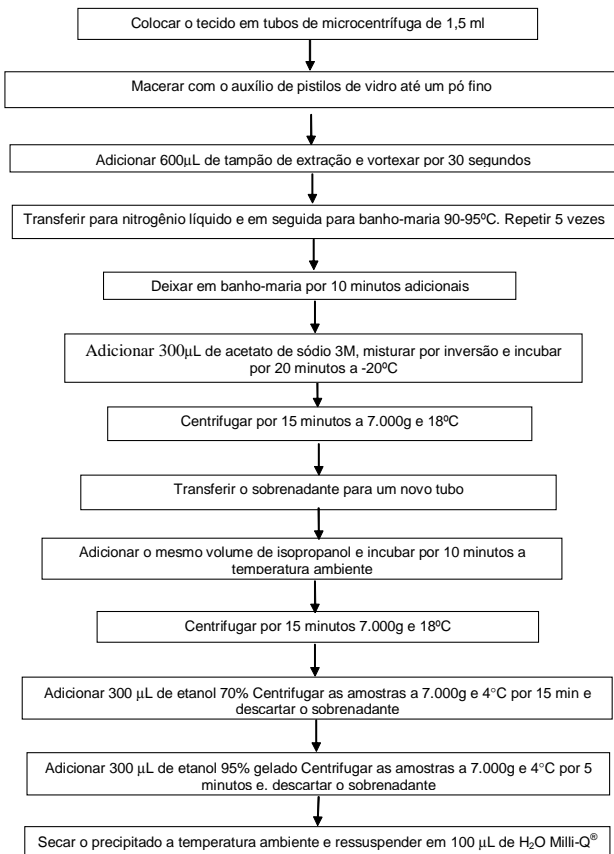 Colocar o tecido em tubos de microcentrífuga de 1,5 ml
Macerar com o auxílio de pistilos de vidro até um pó fino
Adicionar 600µL de tampão de extração e vortexar por 30 segundos
Transferir para nitrogênio líquido e em seguida para banho-maria 90-95ºC. Repetir 5 vezes
Deixar em banho-maria por 10 minutos adicionais
Adicionar 300µL de acetato de sódio 3M, misturar por inversão e incubar
por 20 minutos a -20ºC
Centrifugar por 15 minutos a 7.000g e 18ºC
Transferir o sobrenadante para um novo tubo
Adicionar o mesmo volume de isopropanol e incubar por 10 minutos a
temperatura ambiente
Centrifugar por 15 minutos 7.000g e 18ºC
Adicionar 300 µL de etanol 70% Centrifugar as amostras a 7.000g e 4°C por 15 min e
descartar o sobrenadante
Adicionar 300 µL de etanol 95% gelado Centrifugar as amostras a 7.000g e 4°C por 5
minutos e. descartar o sobrenadante
Secar o precipitado a temperatura ambiente e ressuspender em 100 µL de H₂O Milli-Q®